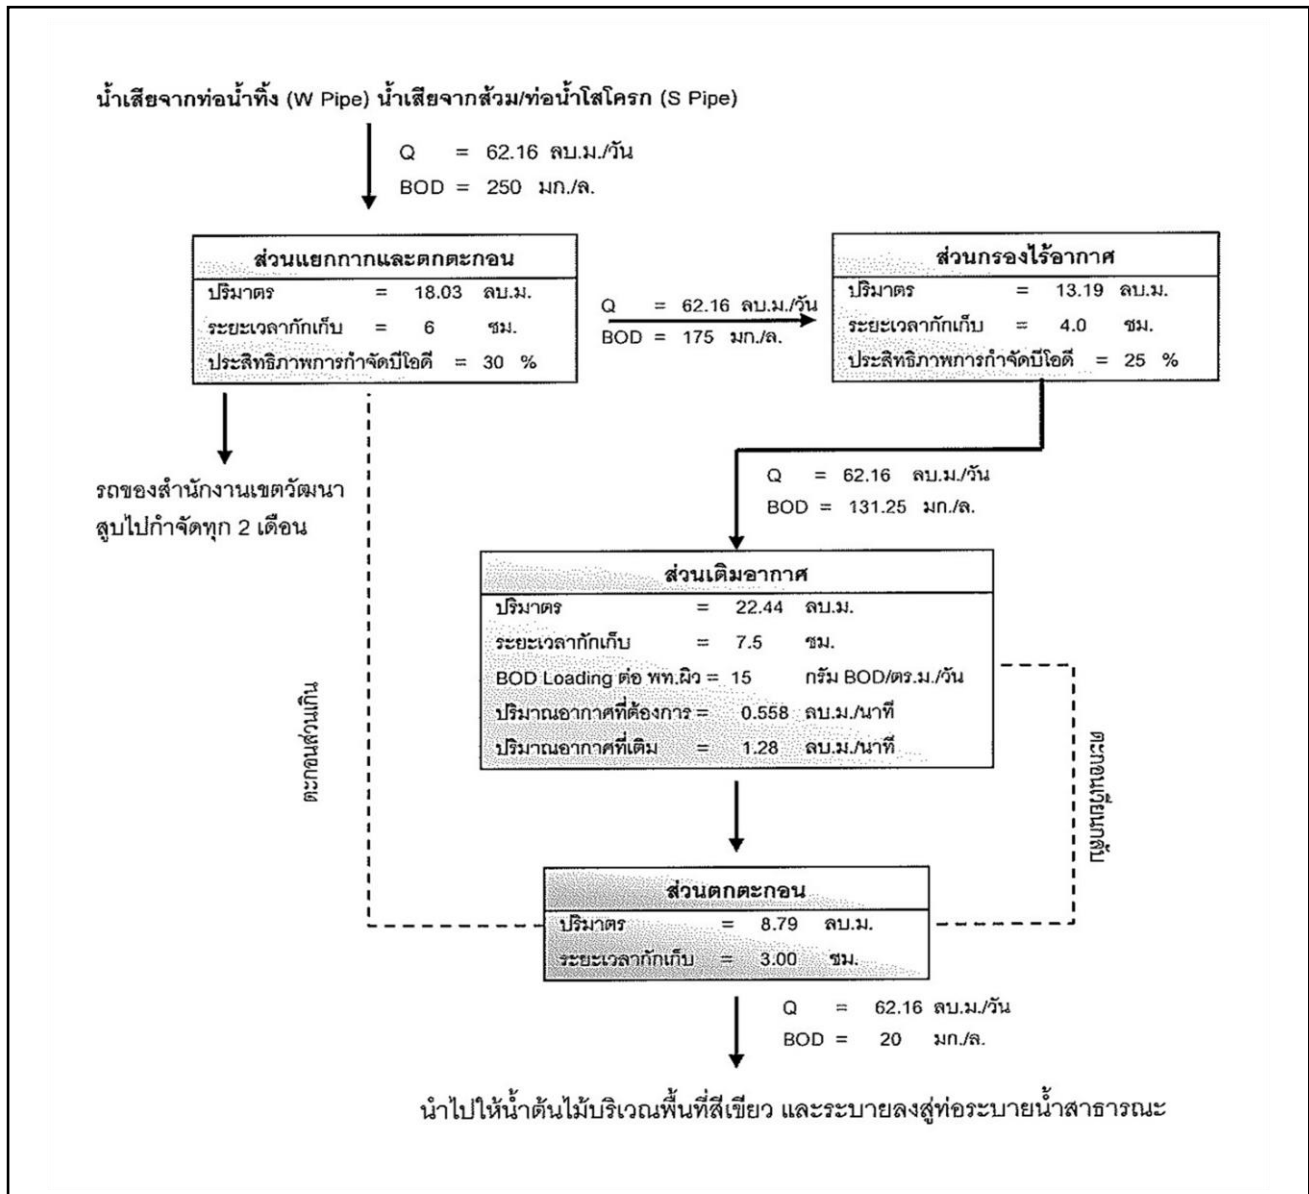 น้ำเสียจากท่อน้ำทิ้ง (W Pipe) น้ำเสียจากส้วม/ท่อน้ำโสโครก (S Pipe)
Q = 62.16 ลบ.ม./วัน
BOD = 250 มก./ล.
ส่วนแยกกากและตกตะกอน
ปริมาตร = 18.03 ลบ.ม.
ระยะเวลากักเก็บ = 6 ชม.
ประสิทธิภาพการกำจัดบีโอดี = 30 %
Q = 62.16 ลบ.ม./วัน
BOD = 175 มก./ล.
ส่วนกรองไร้อากาศ
ปริมาตร = 13.19 ลบ.ม.
ระยะเวลากักเก็บ = 4.0 ชม.
ประสิทธิภาพการกำจัดบีโอดี = 25 %
รถของสำนักงานเขตวัฒนา
สูบไปกำจัดทุก 2 เดือน
Q = 62.16 ลบ.ม./วัน
BOD = 131.25 มก./ล.
ส่วนเติมอากาศ
ปริมาตร = 22.44 ลบ.ม.
ระยะเวลากักเก็บ = 7.5 ชม.
BOD Loading ต่อ พท.ผิว = 15 กรัม BOD/ตร.ม./วัน
ปริมาณอากาศที่ต้องการ = 0.558 ลบ.ม./นาที
ปริมาณอากาศที่เติม = 1.28 ลบ.ม./นาที
ตะกอนส่วนเกิน
ตะกอนเวียนกลับ
ส่วนตกตะกอน
ปริมาตร = 8.79 ลบ.ม.
ระยะเวลากักเก็บ = 3.00 ชม.
Q = 62.16 ลบ.ม./วัน
BOD = 20 มก./ล.
นำไปให้น้ำต้นไม้บริเวณพื้นที่สีเขียว และระบายลงสู่ท่อระบายน้ำสาธารณะ